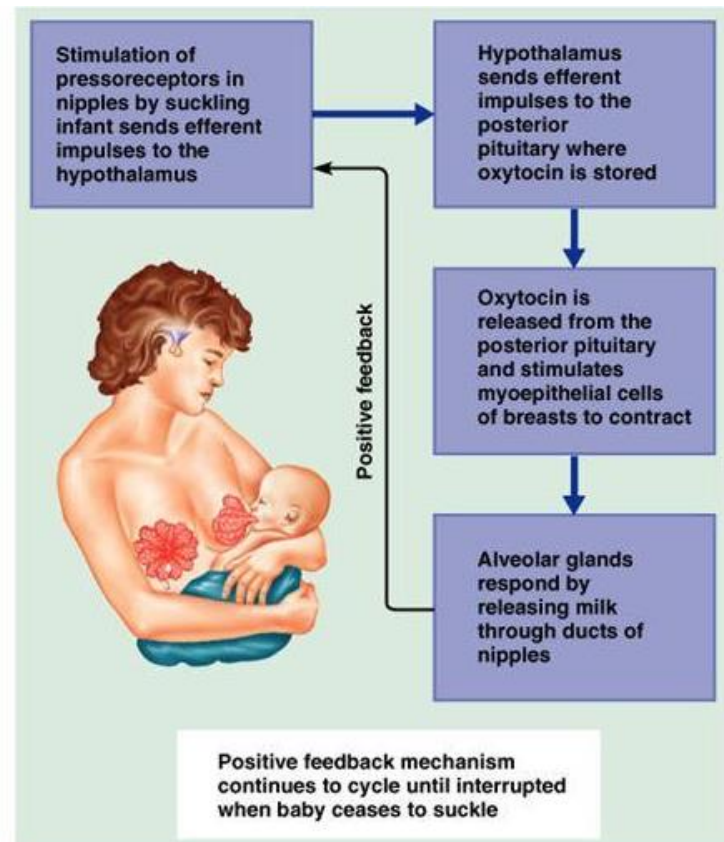 Stimulation of
pressoreceptors in
nipples by suckling
infant sends efferent
impulses to the
hypothalamus
Hypothalamus
sends efferent
impulses to the
posterior
pituitary where
oxytocin is stored
Oxytocin is
released from the
posterior pituitary
and stimulates
myoepithelial cells
of breasts to contract
Alveolar glands
respond by
releasing milk
through ducts of
nipples
Positive feedback
Positive feedback mechanism
continues to cycle until interrupted
when baby ceases to suckle